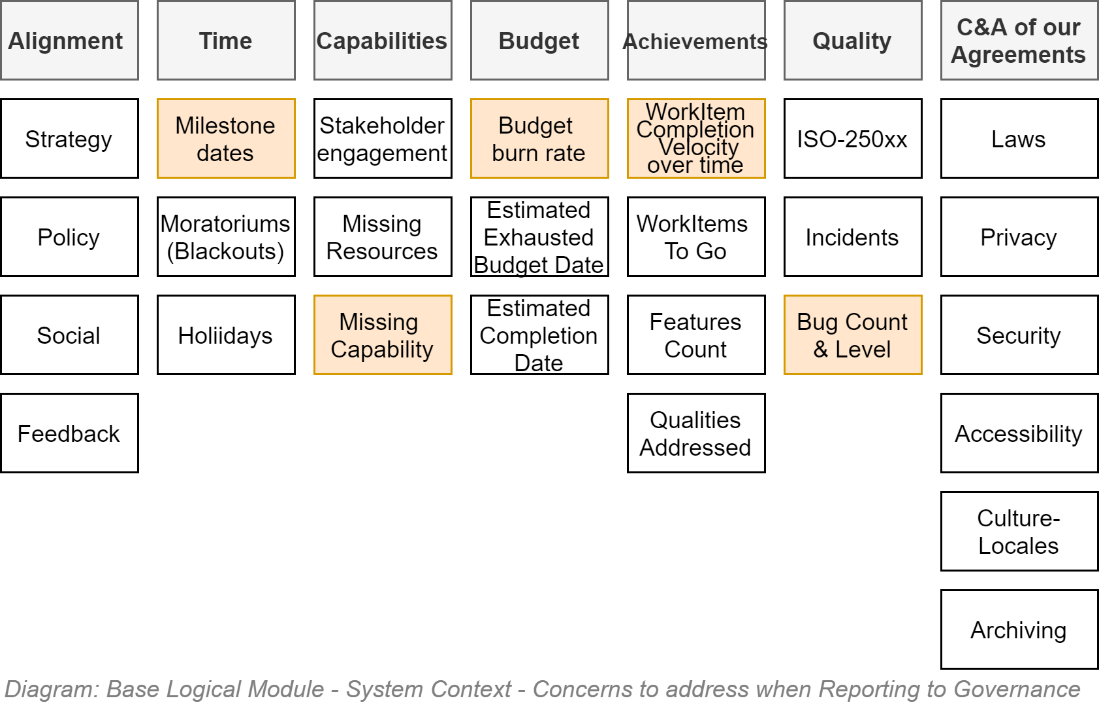 Alignment
Time
Capabilities
Budget
Achievements
Quality
C&A of our
Agreements
Strategy
Milestone
dates
Stakeholder
engagement
Budget
burn rate
WorkItem
Completion
Velocity
over time
ISO-250xx
Laws
Policy
Moratoriums
(Blackouts)
Missing
Resources
Estimated
Exhausted
Budget Date
WorkItems
To Go
Incidents
Privacy
Social
Holiidays
Missing
Capability
Estimated
Completion
Date
Features
Count
Bug Count
& Level
Security
Feedback
Qualities
Addressed
Accessibility
Culture-
Locales
Archiving
Diagram: Base Logical Module - System Context - Concerns to address when Reporting to Governance